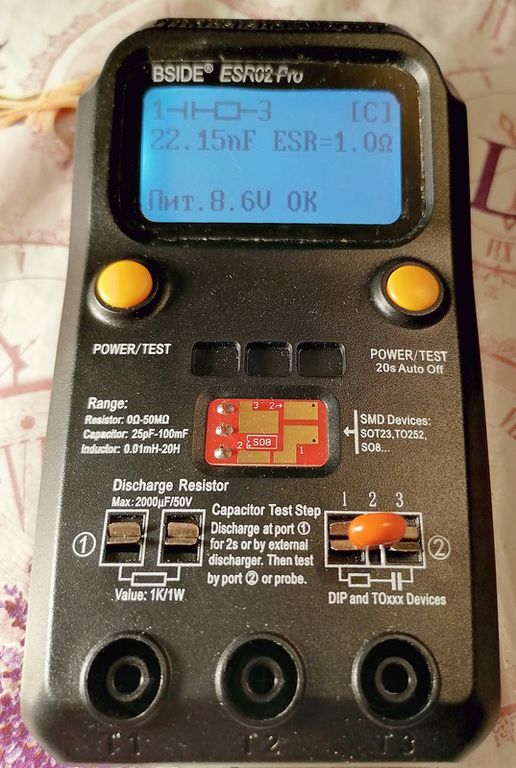 BSIDE® ESR02 Pro
1 3 [C]
22.15nF ESR=1.0Ω
Пит.8.6V OK
POWER/TEST
POWER/TEST
20s Auto Off
Range:
Resistor: 0Ω-50MΩ
Capacitor: 25pF-100mF
Inductor: 0.01mH-20H
3 2
2 SO8 1
SMD Devices:
SOT23,TO252,
SO8...
Discharge Resistor
Max:2000µF/50V
①
Value: 1K/1W
Capacitor Test Step
Discharge at port ①
for 2s or by external
discharger. Then test
by port ② or probe.
1 2 3
②
DIP and TOxxx Devices
T1 T2 T3